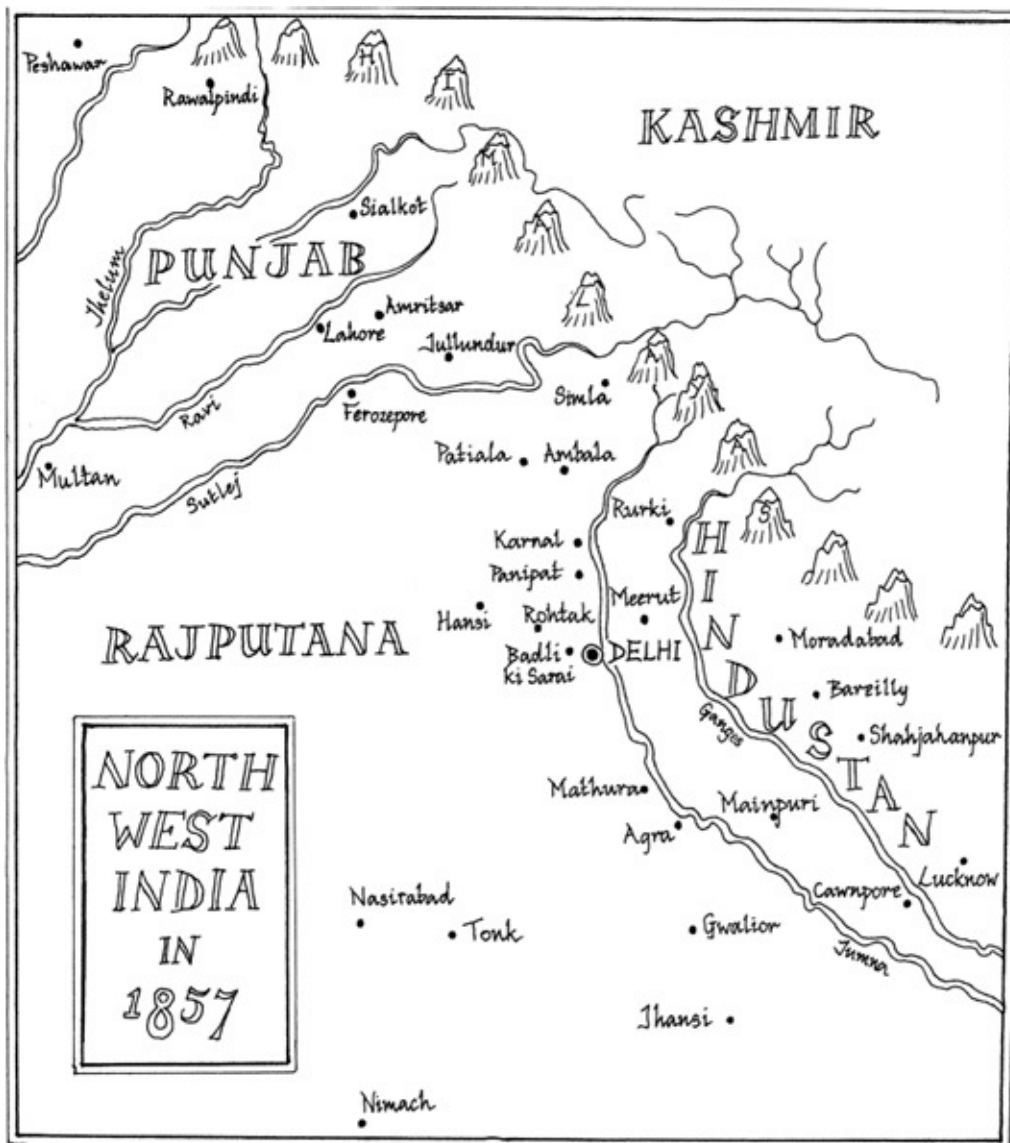 Peshawar
Rawalpindi
KASHMIR
HIMALAYAS
Sialkot
PUNJAB
Jhelum
Amritsar
Lahore
Jullundur
Simla
Ravi
Ferozepore
Multan
Sutlej
Patiala
Ambala
Rurki
Karnal
Panipat
Meerut
Hansi
Rohtak
HINDUSTAN
RAJPUTANA
Badli
ki Sarai
DELHI
Moradabad
Bareilly
Ganges
Shahjahanpur
Mathura
Mainpuri
Agra
Lucknow
Cawnpore
Nasirabad
Tonk
Gwalior
Jumna
Jhansi
Nimach
NORTH
WEST
INDIA
IN
1857